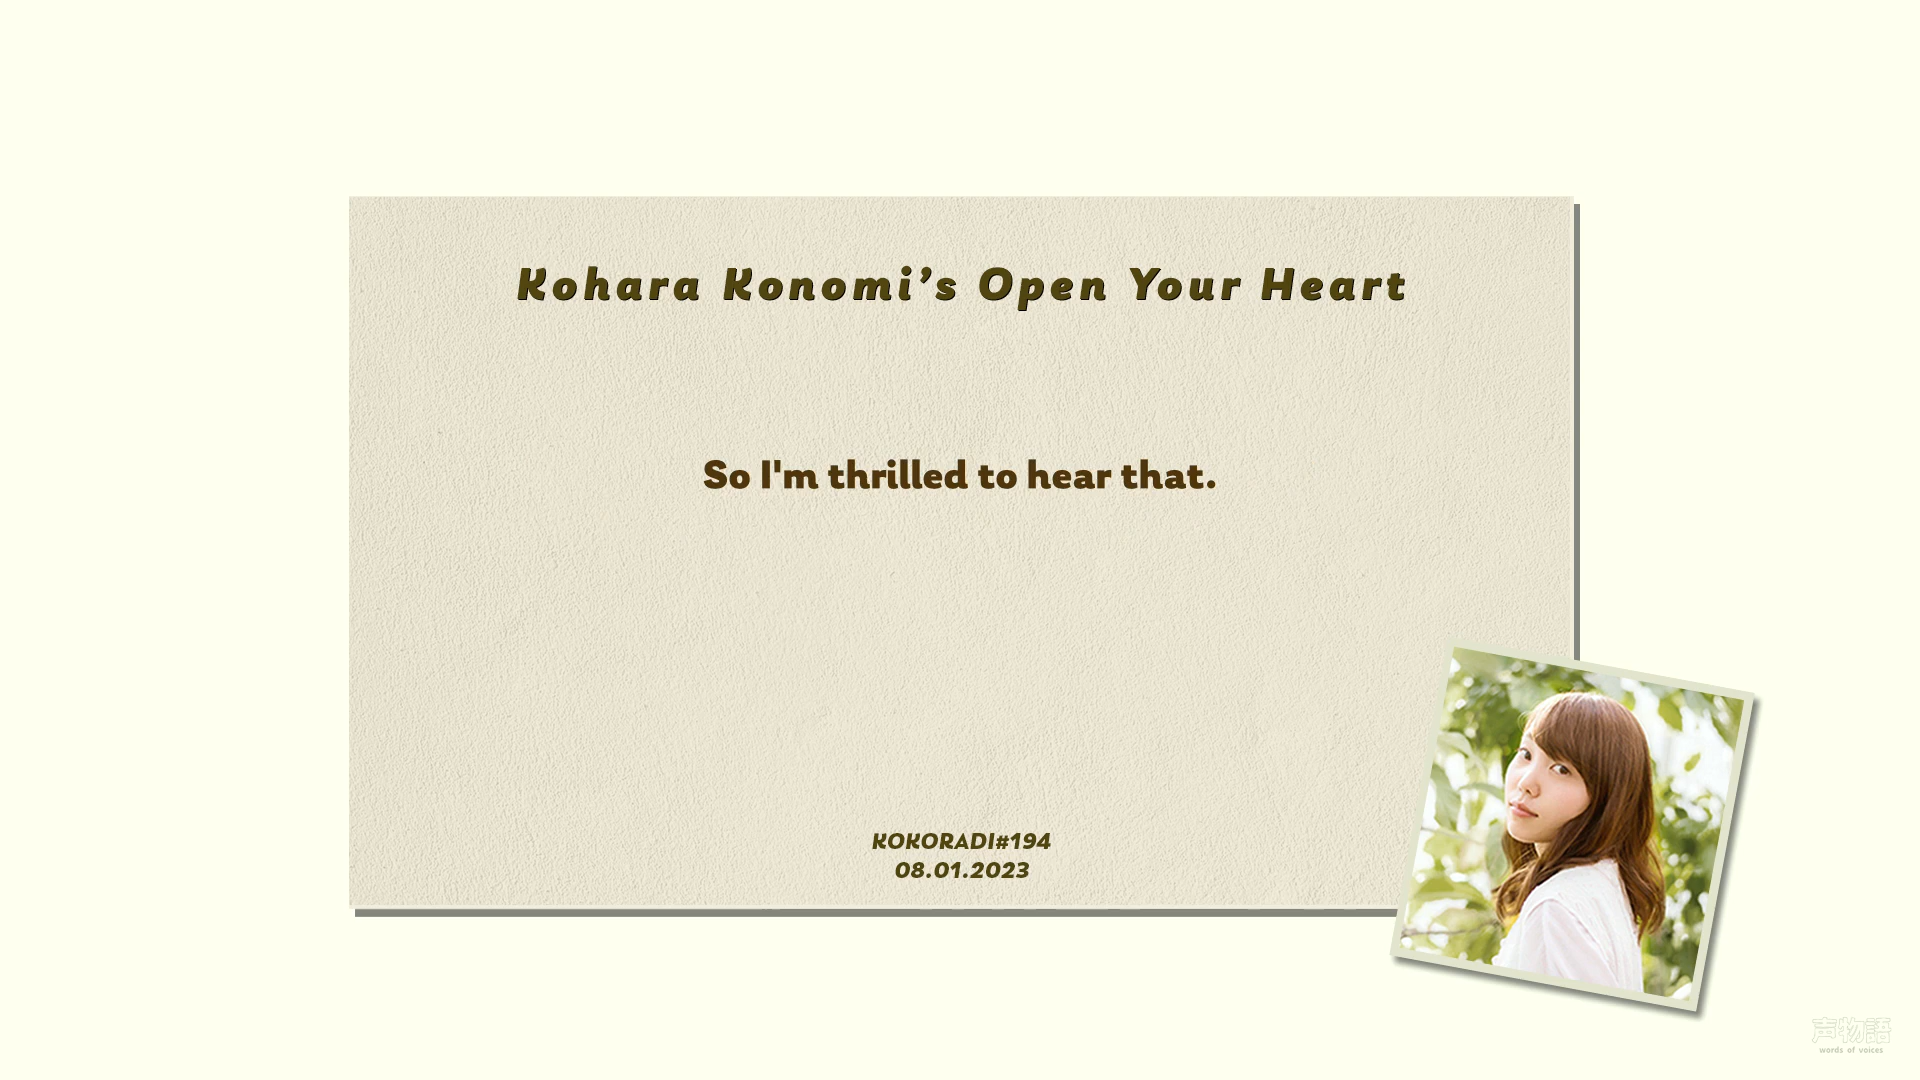 Kohara Konomi’s Open Your Heart
So I'm thrilled to hear that.
KOKORADI#194
08.01.2023
声物語
words of voices